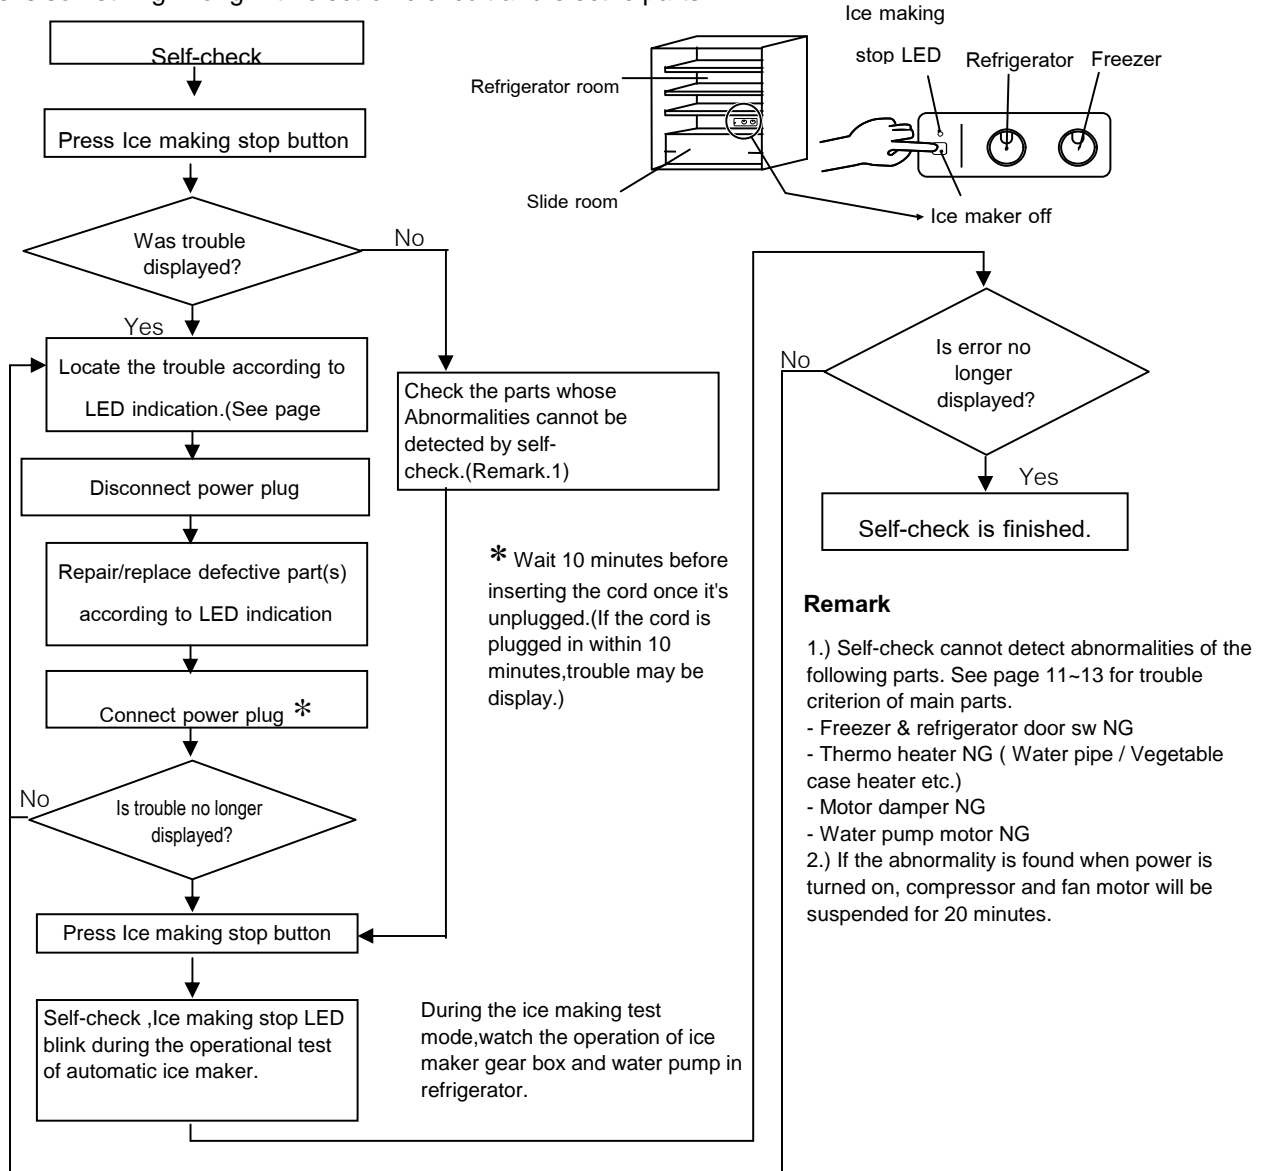 Self-check
Press Ice making stop button
Was trouble
displayed?
No
Yes
Locate the trouble according to
LED indication.(See page
Disconnect power plug
Repair/replace defective part(s)
according to LED indication
Connect power plug *
Is trouble no longer
displayed?
No
Press Ice making stop button
Self-check ,Ice making stop LED
blink during the operational test
of automatic ice maker.
Check the parts whose
Abnormalities cannot be
detected by self-
check.(Remark.1)
* Wait 10 minutes before
inserting the cord once it's
unplugged.(If the cord is
plugged in within 10
minutes,trouble may be
display.)
During the ice making test
mode,watch the operation of ice
maker gear box and water pump in
refrigerator.
Refrigerator room
Slide room
Ice making
stop LED
Refrigerator
Freezer
Ice maker off
Is error no
longer
displayed?
No
Yes
Self-check is finished.
Remark
1.) Self-check cannot detect abnormalities of the
following parts. See page 11~13 for trouble
criterion of main parts.
- Freezer & refrigerator door sw NG
- Thermo heater NG ( Water pipe / Vegetable
case heater etc.)
- Motor damper NG
- Water pump motor NG
2.) If the abnormality is found when power is
turned on, compressor and fan motor will be
suspended for 20 minutes.